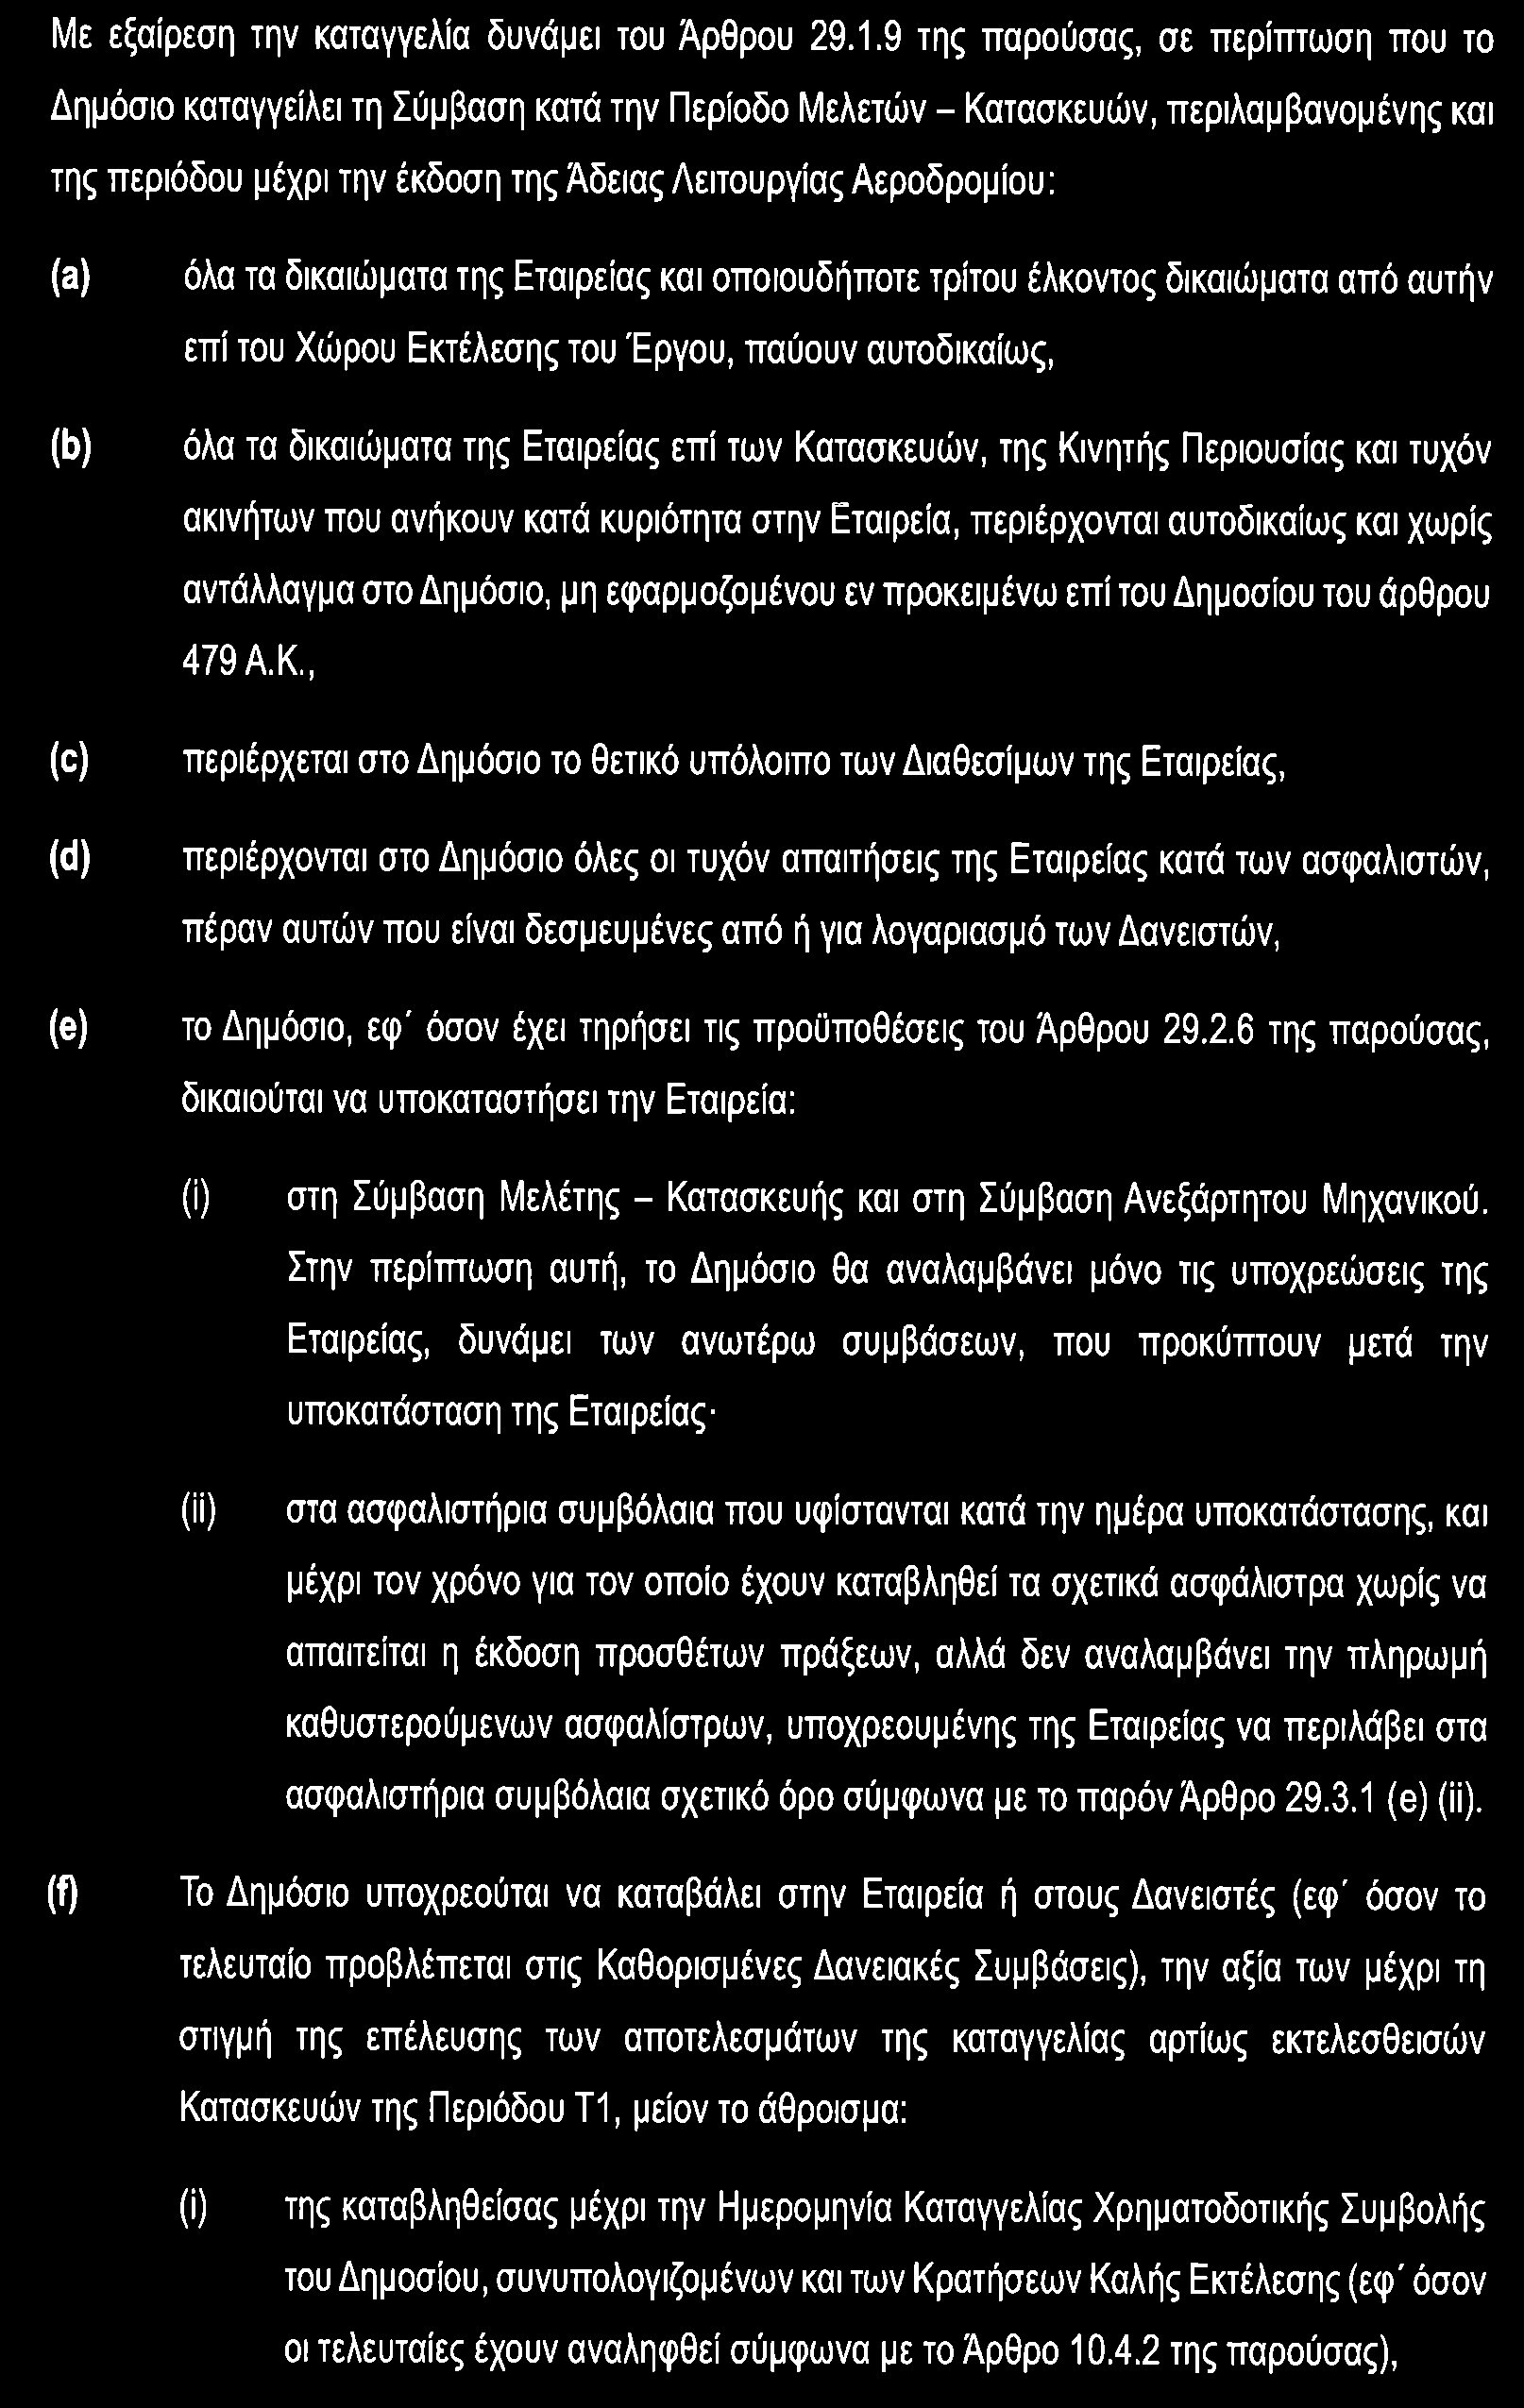 Με εξαίρεση την καταγγελία δυνάμει του Άρθρου 29.1.9 της παρούσας, σε περίπτωση που το
Δημόσιο καταγγείλει τη Σύμβαση κατά την Περίοδο Μελετών – Κατασκευών, περιλαμβανομένης και
της περιόδου μέχρι την έκδοση της Άδειας Λειτουργίας Αεροδρομίου:
(a) όλα τα δικαιώματα της Εταιρείας και οποιουδήποτε τρίτου έλκοντος δικαιώματα από αυτήν
επί του Χώρου Εκτέλεσης του Έργου, παύουν αυτοδικαίως,
(b) όλα τα δικαιώματα της Εταιρείας επί των Κατασκευών, της Κινητής Περιουσίας και τυχόν
ακινήτων που ανήκουν κατά κυριότητα στην Εταιρεία, περιέρχονται αυτοδικαίως και χωρίς
αντάλλαγμα στο Δημόσιο, μη εφαρμοζομένου εν προκειμένω επί του Δημοσίου του άρθρου
479 Α.Κ.,
(c) περιέρχεται στο Δημόσιο το θετικό υπόλοιπο των Διαθεσίμων της Εταιρείας,
(d) περιέρχονται στο Δημόσιο όλες οι τυχόν απαιτήσεις της Εταιρείας κατά των ασφαλιστών,
πέραν αυτών που είναι δεσμευμένες από ή για λογαριασμό των Δανειστών,
(e) το Δημόσιο, εφ΄ όσον έχει τηρήσει τις προϋποθέσεις του Άρθρου 29.2.6 της παρούσας,
δικαιούται να υποκαταστήσει την Εταιρεία:
(i) στη Σύμβαση Μελέτης – Κατασκευής και στη Σύμβαση Ανεξάρτητου Μηχανικού.
Στην περίπτωση αυτή, το Δημόσιο θα αναλαμβάνει μόνο τις υποχρεώσεις της
Εταιρείας, δυνάμει των ανωτέρω συμβάσεων, που προκύπτουν μετά την
υποκατάσταση της Εταιρείας·
(ii) στα ασφαλιστήρια συμβόλαια που υφίστανται κατά την ημέρα υποκατάστασης, και
μέχρι τον χρόνο για τον οποίο έχουν καταβληθεί τα σχετικά ασφάλιστρα χωρίς να
απαιτείται η έκδοση προσθέτων πράξεων, αλλά δεν αναλαμβάνει την πληρωμή
καθυστερούμενων ασφαλίστρων, υποχρεουμένης της Εταιρείας να περιλάβει στα
ασφαλιστήρια συμβόλαια σχετικό όρο σύμφωνα με το παρόν Άρθρο 29.3.1 (e) (ii).
(f) Το Δημόσιο υποχρεούται να καταβάλει στην Εταιρεία ή στους Δανειστές (εφ΄ όσον το
τελευταίο προβλέπεται στις Καθορισμένες Δανειακές Συμβάσεις), την αξία των μέχρι τη
στιγμή της επέλευσης των αποτελεσμάτων της καταγγελίας αρτίως εκτελεσθεισών
Κατασκευών της Περιόδου Τ1, μείον το άθροισμα:
(i) της καταβληθείσας μέχρι την Ημερομηνία Καταγγελίας Χρηματοδοτικής Συμβολής
του Δημοσίου, συνυπολογιζομένων και των Κρατήσεων Καλής Εκτέλεσης (εφ΄ όσον
οι τελευταίες έχουν αναληφθεί σύμφωνα με το Άρθρο 10.4.2 της παρούσας),